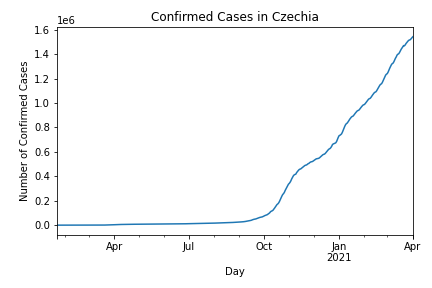 Confirmed Cases in Czechia
1e6
1.6
1.4
1.2
1.0
0.8
0.6
0.4
0.2
0.0
Number of Confirmed Cases
Apr
Jul
Oct
Jan
2021
Apr
Day